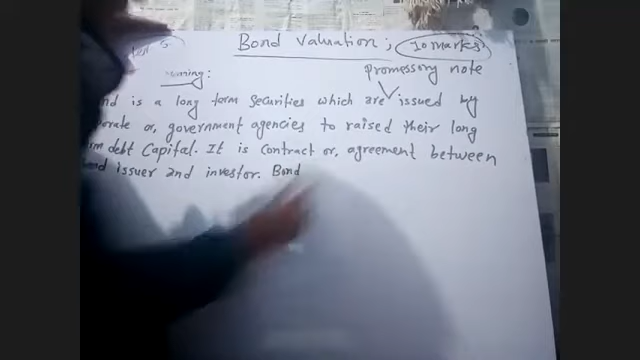 Bond Valuation; 10 marks.
Meaning:
promessory note
is a long term securities which are issued by
or, government agencies to raised their long
debt Capital. It is contract or, agreement between
issuer and investor. Bond